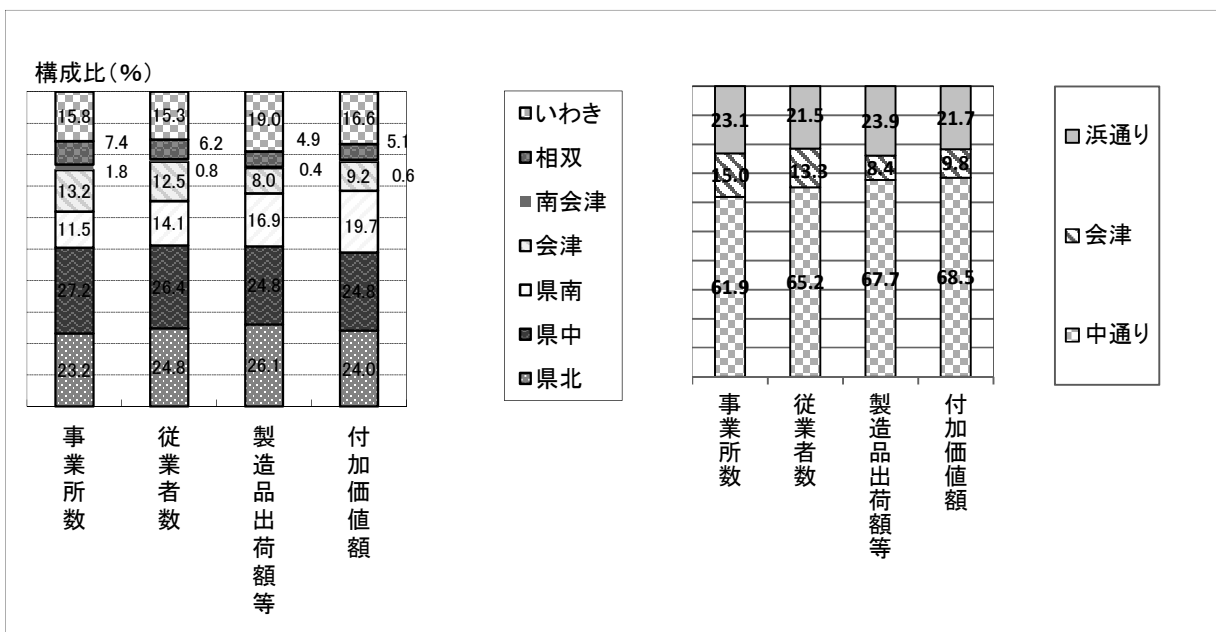 構成比(%)
15.8 15.3 19.0 16.6
7.4 6.2 4.9 5.1
1.8 0.8 0.4 0.6
13.2 12.5 8.0 9.2
11.5 14.1 16.9 19.7
27.2 26.4 24.8 24.8
23.2 24.8 26.1 24.0
事業所数
従業者数
製造品出荷額等
付加価値額
いわき
相双
南会津
会津
県南
県中
県北
23.1 21.5 23.9 21.7
15.0 13.3 8.4 9.8
61.9 65.2 67.7 68.5
事業所数
従業者数
製造品出荷額等
付加価値額
浜通り
会津
中通り